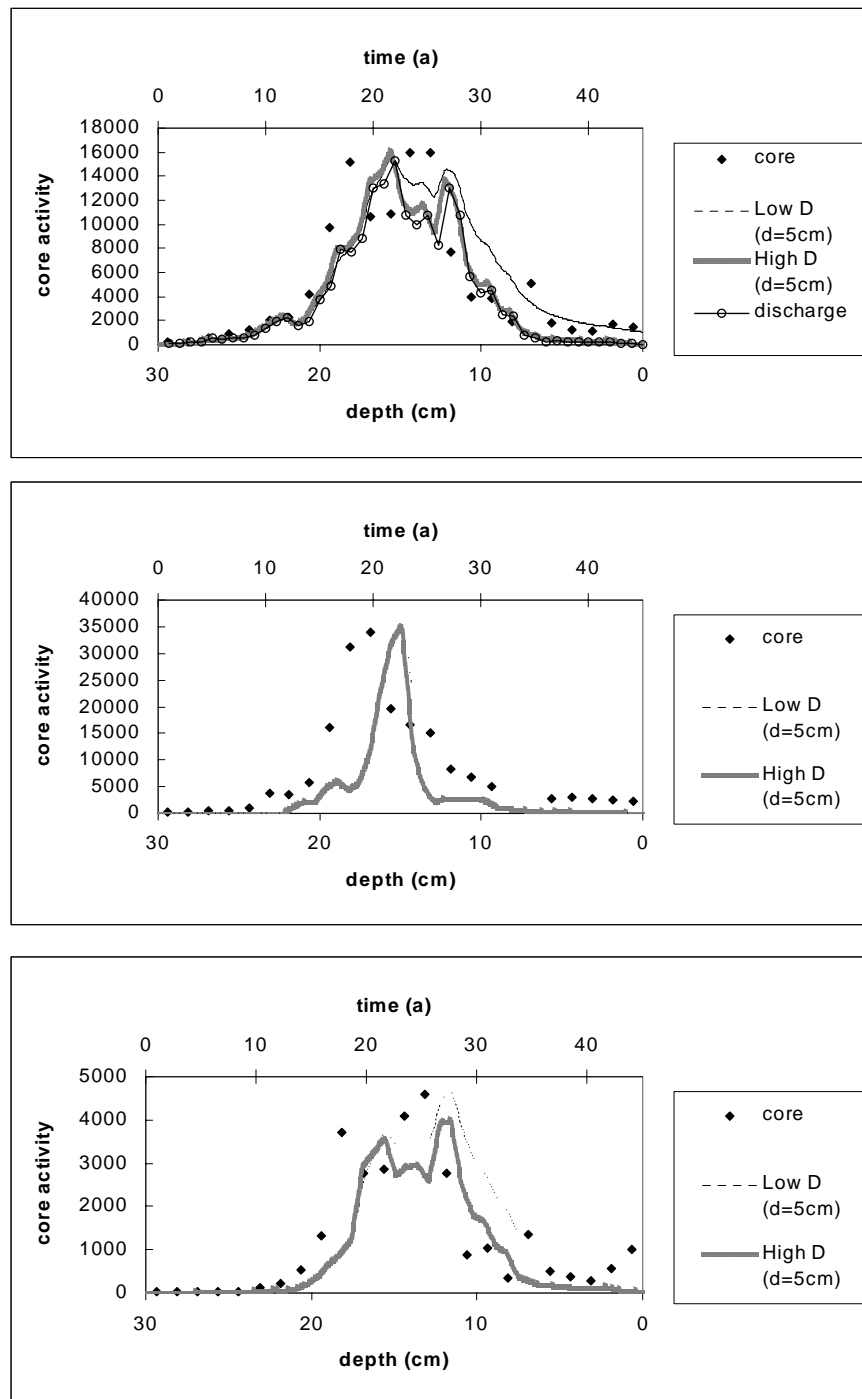 time (a)
0 10 20 30 40
18000
16000
14000
12000
10000
8000
6000
4000
2000
0
core activity
30 20 10 0
depth (cm)
core
Low D
(d=5cm)
High D
(d=5cm)
discharge
time (a)
0 10 20 30 40
40000
35000
30000
25000
20000
15000
10000
5000
0
core activity
30 20 10 0
depth (cm)
core
Low D
(d=5cm)
High D
(d=5cm)
time (a)
0 10 20 30 40
5000
4000
3000
2000
1000
0
core activity
30 20 10 0
depth (cm)
core
Low D
(d=5cm)
High D
(d=5cm)